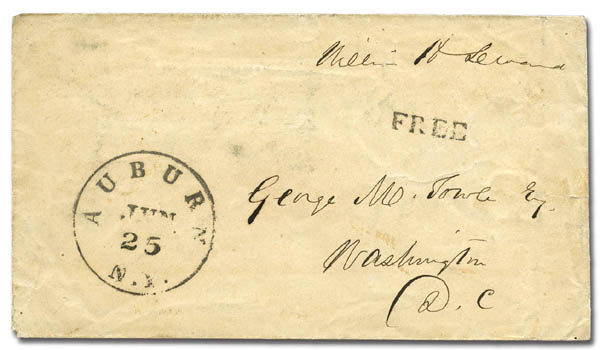 William H Seward
FREE
AUBURN
JUN
25
N.Y.
George M. Towle Esq.
Washington
D. C